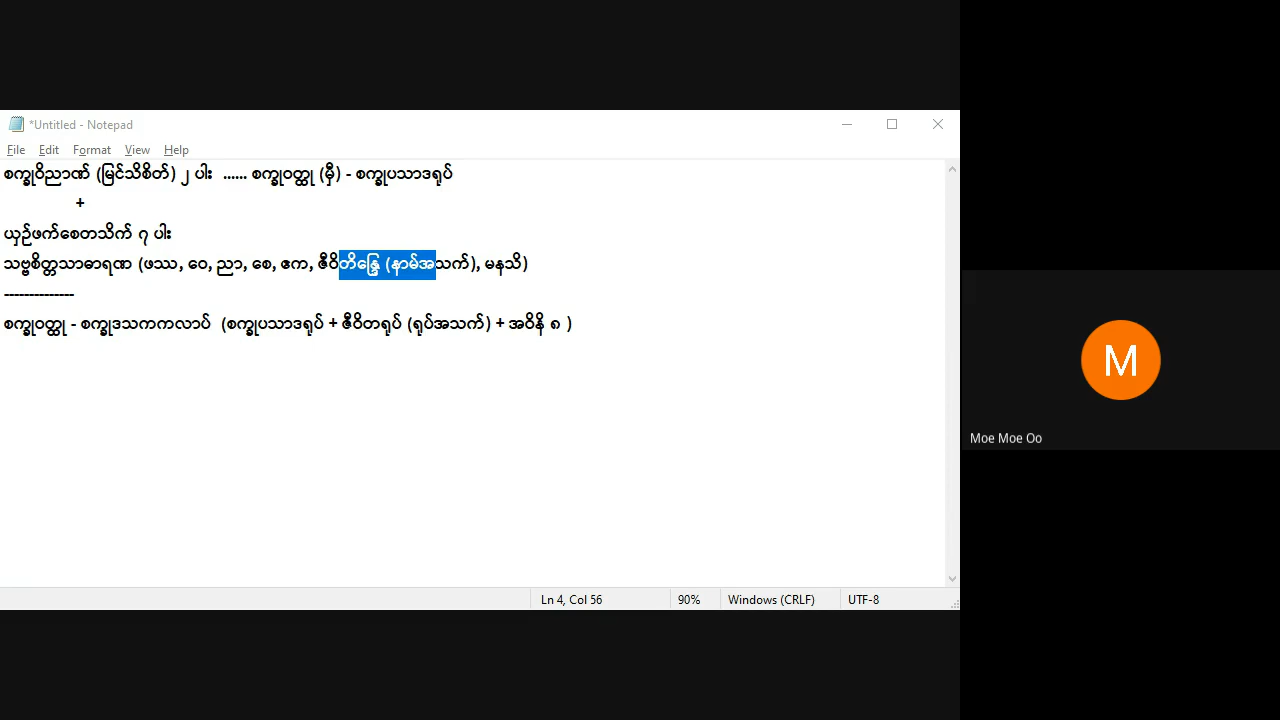 *Untitled - Notepad
File Edit Format View Help
စက္ခုဝိညာဏ် (မြင်သိစိတ်) ၂ ပါး ...... စက္ခုဝတ္ထု (မှီ) - စက္ခုပသာဒရုပ်
+
ယှဉ်ဖက်စေတသိက် ၇ ပါး
သဗ္ဗစိတ္တသာဓာရဏ (ဖဿ, ဝေ, ညာ, စေ, ဧက, ဇီဝိတိန္ဒြေ (နာမ်အသက်), မနသိ)
--------------
စက္ခုဝတ္ထု - စက္ခုဒသကကလာပ် (စက္ခုပသာဒရုပ် + ဇီဝိတရုပ် (ရုပ်အသက်) + အဝိနိ ၈ )
Ln 4, Col 56 90% Windows (CRLF) UTF-8
M
Moe Moe Oo